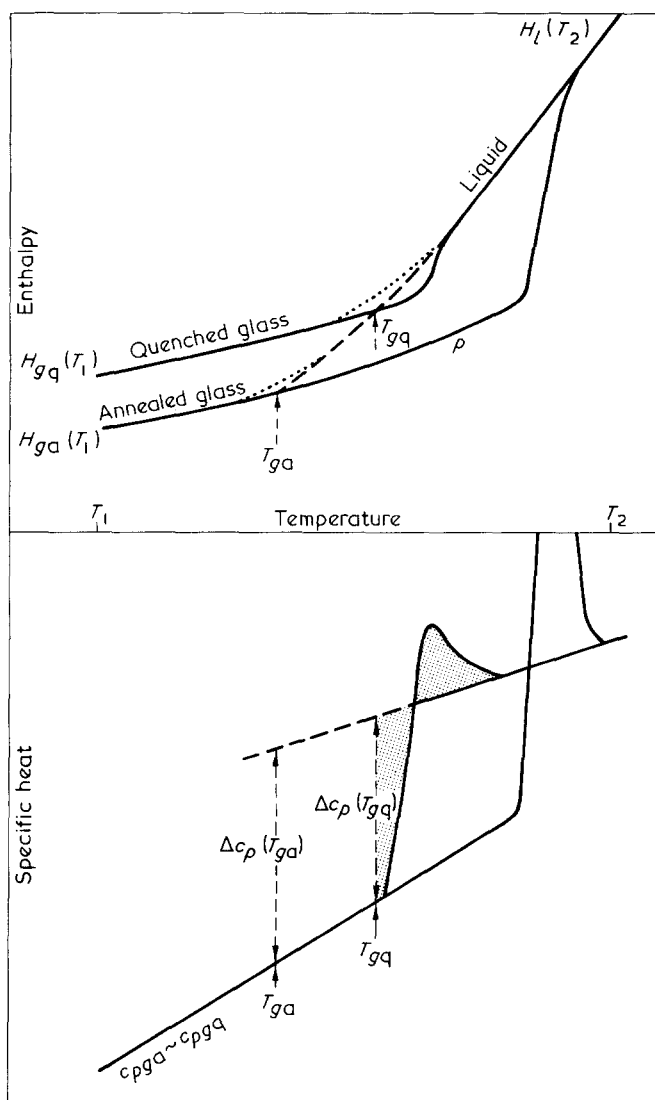 H_l(T_2)
Liquid
Enthalpy
Quenched glass
T_gq
H_gq(T_1)
p
Annealed glass
H_ga(T_1)
T_ga
T_1
Temperature
T_2
Δc_p(T_gq)
Δc_p(T_ga)
Specific heat
T_gq
T_ga
c_pga~c_pgq